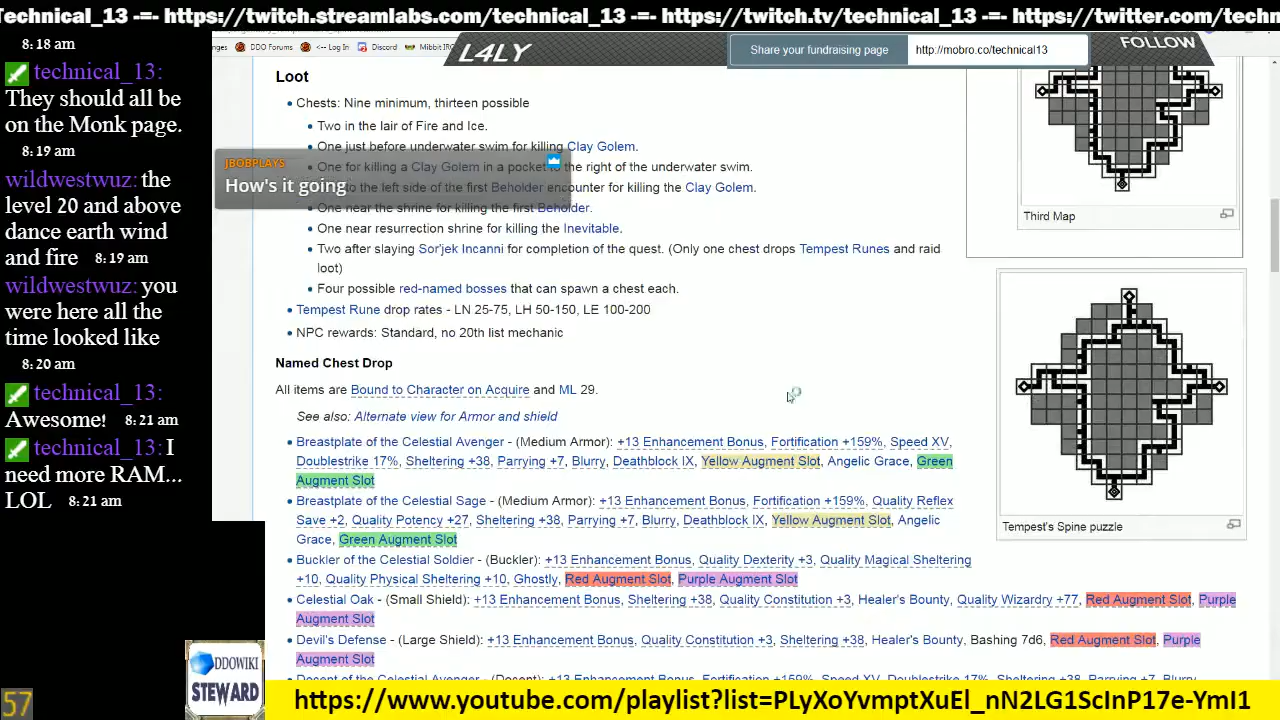 Technical_13 -=- https://twitch.streamlabs.com/technical_13 -=- https://twitch.tv/technical_13 -=- https://twitter.com/techn
8:18 am
technical_13:
They should all be
on the Monk page.
8:19 am
wildwestwuz: the
level 20 and above
dance earth wind
and fire 8:19 am
wildwestwuz: you
were here all the
time looked like
8:20 am
technical_13:
Awesome! 8:21 am
technical_13: I
need more RAM...
LOL 8:21 am
57
DDO Forums <-- Log In Discord Mibbit
L4LY
Share your fundraising page http://mobro.co/technical13
FOLLOW
Loot
• Chests: Nine minimum, thirteen possible
• Two in the lair of Fire and Ice.
• One just before underwater swim for killing Clay Golem.
• One for killing a Clay Golem in a pocket to the right of the underwater swim.
to the left side of the first Beholder encounter for killing the Clay Golem.
• One near the shrine for killing the first Beholder.
• One near resurrection shrine for killing the Inevitable.
• Two after slaying Sor'jek Incanni for completion of the quest. (Only one chest drops Tempest Runes and raid
loot)
• Four possible red-named bosses that can spawn a chest each.
• Tempest Rune drop rates - LN 25-75, LH 50-150, LE 100-200
• NPC rewards: Standard, no 20th list mechanic
JBOBPLAYS
How's it going
Named Chest Drop
All items are Bound to Character on Acquire and ML 29.
See also: Alternate view for Armor and shield
• Breastplate of the Celestial Avenger - (Medium Armor): +13 Enhancement Bonus, Fortification +159%, Speed XV,
Doublestrike 17%, Sheltering +38, Parrying +7, Blurry, Deathblock IX, Yellow Augment Slot, Angelic Grace, Green
Augment Slot
• Breastplate of the Celestial Sage - (Medium Armor): +13 Enhancement Bonus, Fortification +159%, Quality Reflex
Save +2, Quality Potency +27, Sheltering +38, Parrying +7, Blurry, Deathblock IX, Yellow Augment Slot, Angelic
Grace, Green Augment Slot
• Buckler of the Celestial Soldier - (Buckler): +13 Enhancement Bonus, Quality Dexterity +3, Quality Magical Sheltering
+10, Quality Physical Sheltering +10, Ghostly, Red Augment Slot, Purple Augment Slot
• Celestial Oak - (Small Shield): +13 Enhancement Bonus, Sheltering +38, Quality Constitution +3, Healer's Bounty, Quality Wizardry +77, Red Augment Slot, Purple
Augment Slot
• Devil's Defense - (Large Shield): +13 Enhancement Bonus, Quality Constitution +3, Sheltering +38, Healer's Bounty, Bashing 7d6, Red Augment Slot, Purple
Augment Slot
Third Map
Tempest's Spine puzzle
DDOWIKI
STEWARD
https://www.youtube.com/playlist?list=PLyXoYvmptXuEl_nN2LG1ScInP17e-YmI1